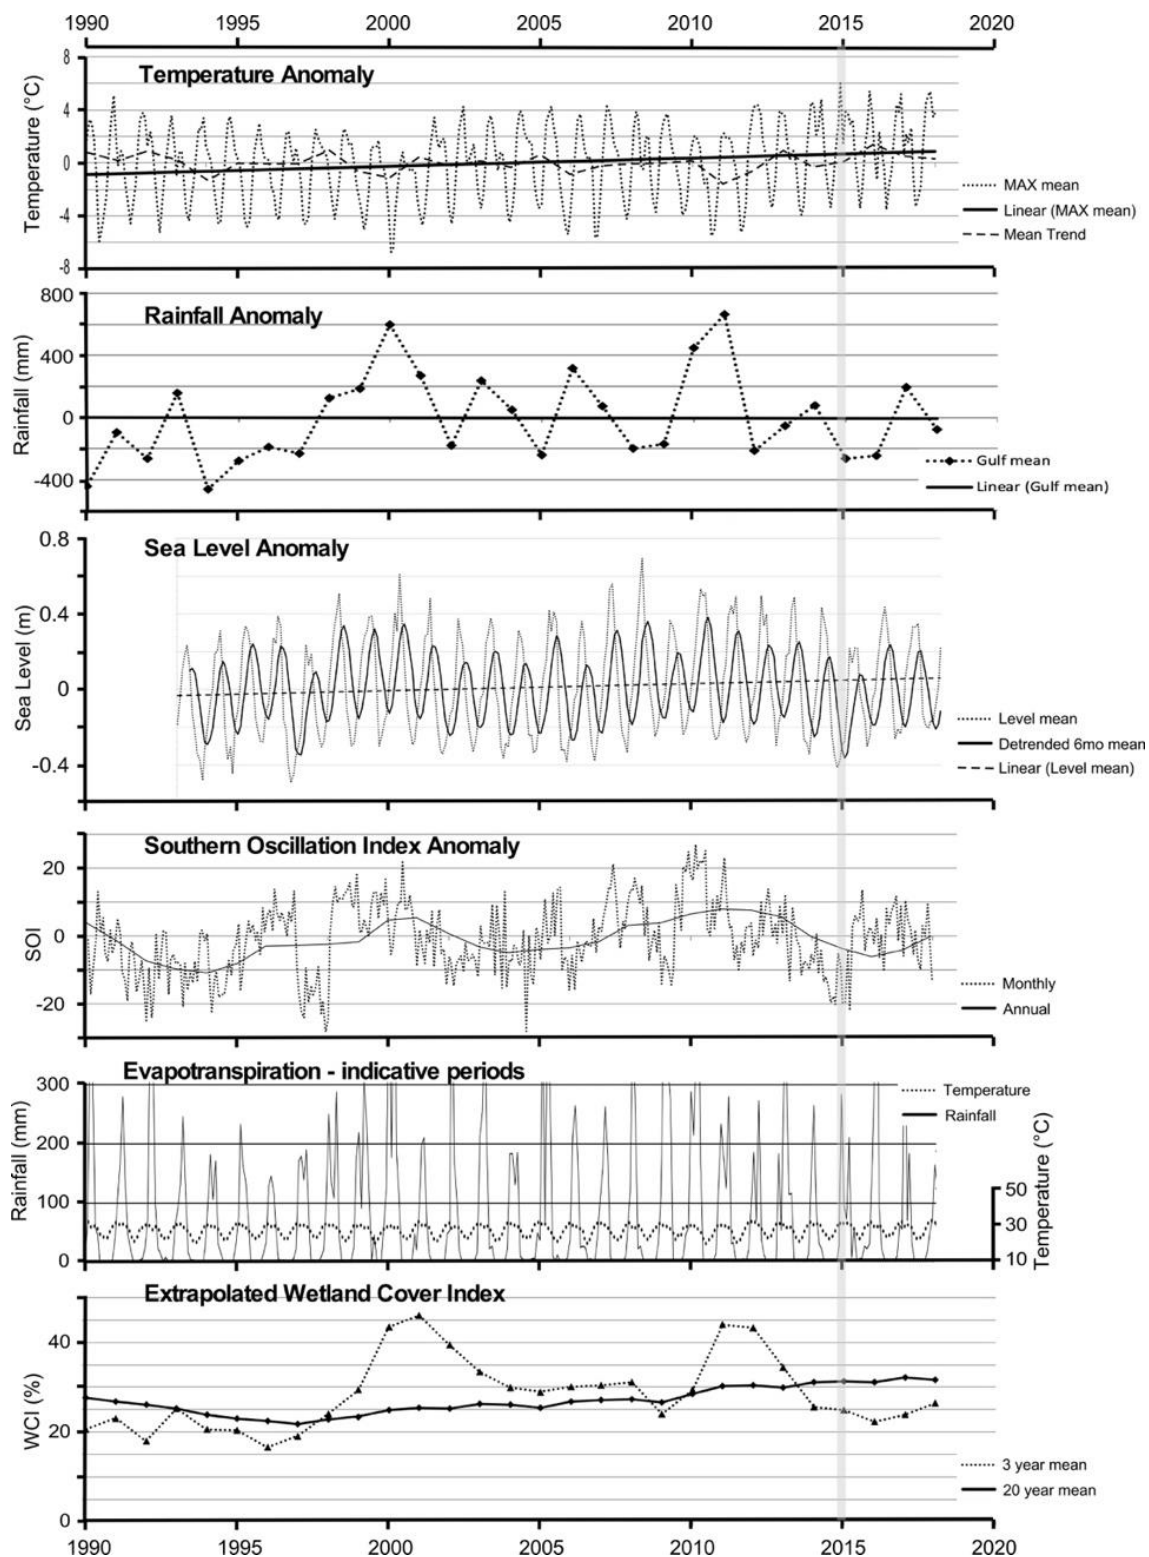 1990 1995 2000 2005 2010 2015 2020
Temperature Anomaly
Temperature (°C)
8
4
0
-4
-8
MAX mean
Linear (MAX mean)
Mean Trend
Rainfall Anomaly
Rainfall (mm)
800
400
0
-400
Gulf mean
Linear (Gulf mean)
Sea Level Anomaly
Sea Level (m)
0.8
0.4
0
-0.4
Level mean
Detrended 6mo mean
Linear (Level mean)
Southern Oscillation Index Anomaly
SOI
20
0
-20
Monthly
Annual
Evapotranspiration - indicative periods
Rainfall (mm)
300
200
100
0
Temperature
Rainfall
Temperature (°C)
50
30
10
Extrapolated Wetland Cover Index
WCI (%)
40
20
0
3 year mean
20 year mean
1990 1995 2000 2005 2010 2015 2020